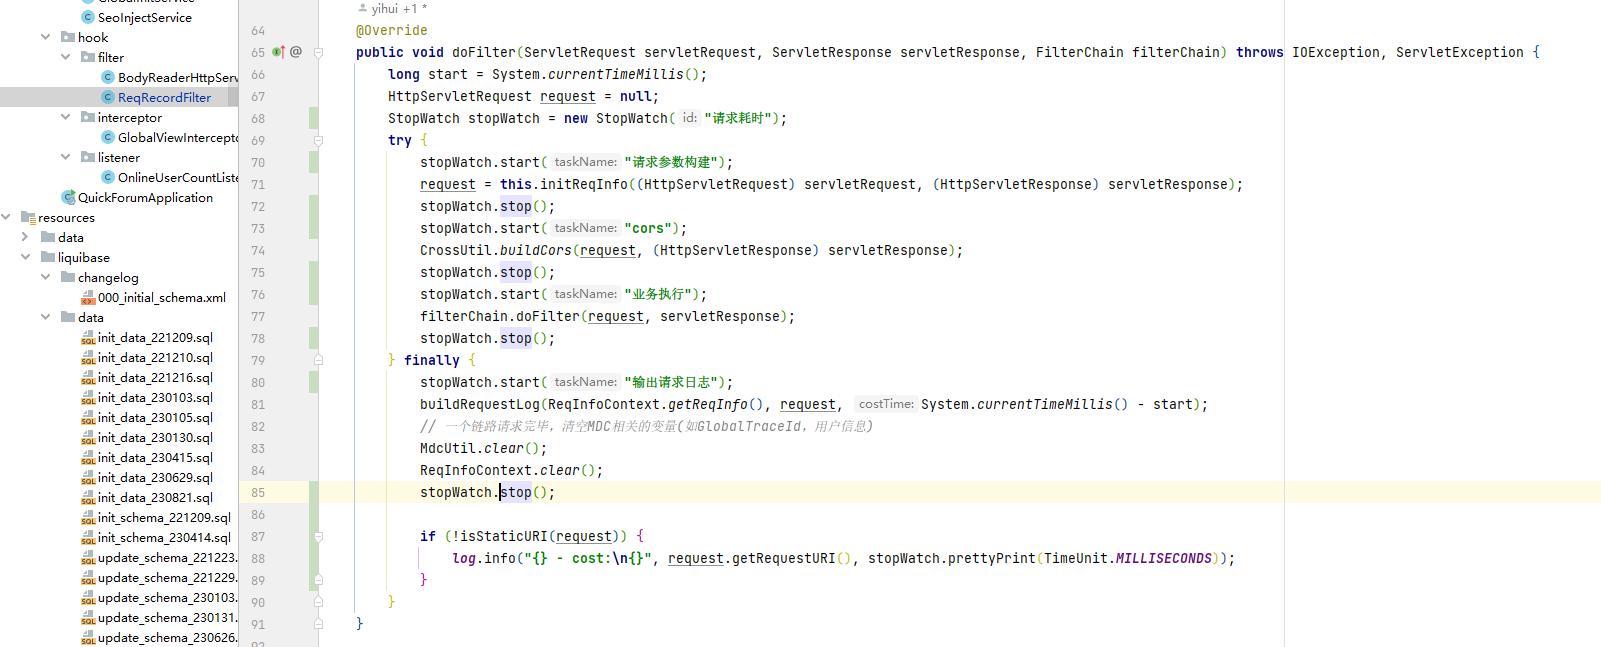 GlobalInitService
SeoInjectService
hook
filter
BodyReaderHttpServ
ReqRecordFilter
interceptor
GlobalViewIntercepto
listener
OnlineUserCountListe
QuickForumApplication
resources
data
liquibase
changelog
000_initial_schema.xml
data
init_data_221209.sql
init_data_221210.sql
init_data_221216.sql
init_data_230103.sql
init_data_230105.sql
init_data_230130.sql
init_data_230415.sql
init_data_230629.sql
init_data_230821.sql
init_schema_221209.sql
init_schema_230414.sql
update_schema_221223.
update_schema_221229.
update_schema_230103.
update_schema_230131.
update_schema_230626.
yihui +1 *
64 @Override
65 public void doFilter(ServletRequest servletRequest, ServletResponse servletResponse, FilterChain filterChain) throws IOException, ServletException {
66 long start = System.currentTimeMillis();
67 HttpServletRequest request = null;
68 StopWatch stopWatch = new StopWatch( id: "请求耗时");
69 try {
70 stopWatch.start( taskName: "请求参数构建");
71 request = this.initReqInfo((HttpServletRequest) servletRequest, (HttpServletResponse) servletResponse);
72 stopWatch.stop();
73 stopWatch.start( taskName: "cors");
74 CrossUtil.buildCors(request, (HttpServletResponse) servletResponse);
75 stopWatch.stop();
76 stopWatch.start( taskName: "业务执行");
77 filterChain.doFilter(request, servletResponse);
78 stopWatch.stop();
79 } finally {
80 stopWatch.start( taskName: "输出请求日志");
81 buildRequestLog(ReqInfoContext.getReqInfo(), request, costTime: System.currentTimeMillis() - start);
82 // 一个链路请求完毕，清空MDC相关的变量(如GlobalTraceId，用户信息)
83 MdcUtil.clear();
84 ReqInfoContext.clear();
85 stopWatch.stop();
86
87 if (!isStaticURI(request)) {
88 log.info("{} - cost:\n{}", request.getRequestURI(), stopWatch.prettyPrint(TimeUnit.MILLISECONDS));
89 }
90 }
91 }
92